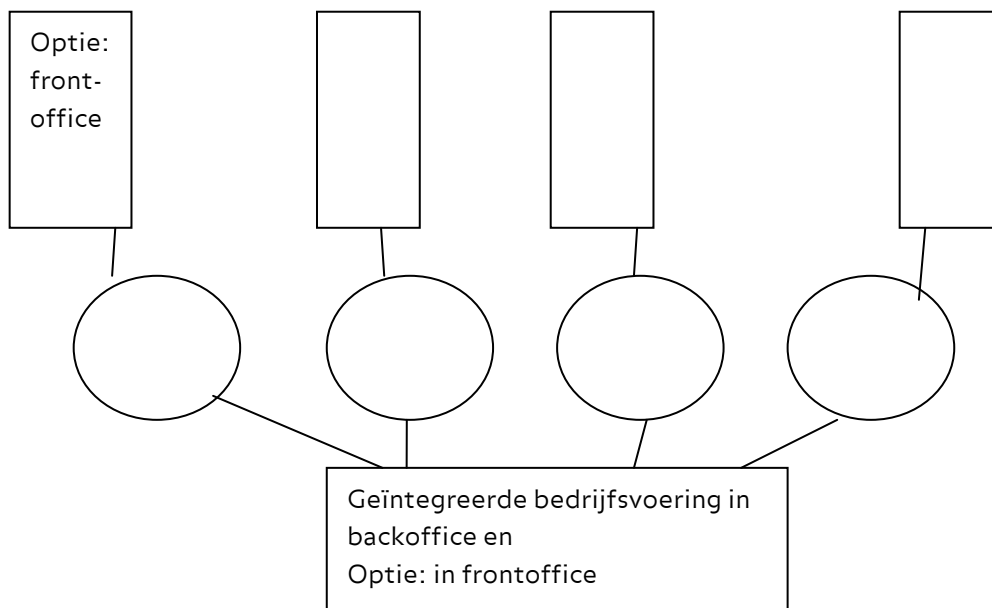 Optie:
front-
office
Geïntegreerde bedrijfsvoering in
backoffice en
Optie: in frontoffice